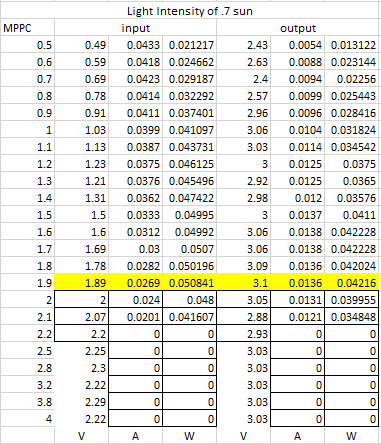 Light Intensity of .7 sun
MPPC input output
0.5 0.49 0.0433 0.021217 2.43 0.0054 0.013122
0.6 0.59 0.0418 0.024662 2.63 0.0088 0.023144
0.7 0.69 0.0423 0.029187 2.4 0.0094 0.02256
0.8 0.78 0.0414 0.032292 2.57 0.0099 0.025443
0.9 0.91 0.0411 0.037401 2.96 0.0096 0.028416
1 1.03 0.0399 0.041097 3.06 0.0104 0.031824
1.1 1.13 0.0387 0.043731 3.03 0.0114 0.034542
1.2 1.23 0.0375 0.046125 3 0.0125 0.0375
1.3 1.21 0.0376 0.045496 2.92 0.0125 0.0365
1.4 1.31 0.0362 0.047422 2.98 0.012 0.03576
1.5 1.5 0.0333 0.04995 3 0.0137 0.0411
1.6 1.6 0.0312 0.04992 3.06 0.0138 0.042228
1.7 1.69 0.03 0.0507 3.06 0.0138 0.042228
1.8 1.78 0.0282 0.050196 3.09 0.0136 0.042024
1.9 1.89 0.0269 0.050841 3.1 0.0136 0.04216
2 2 0.024 0.048 3.05 0.0131 0.039955
2.1 2.07 0.0201 0.041607 2.88 0.0121 0.034848
2.2 2.2 0 0 2.93 0 0
2.5 2.25 0 0 3.03 0 0
2.8 2.3 0 0 3.03 0 0
3.2 2.22 0 0 3.03 0 0
3.8 2.29 0 0 3.03 0 0
4 2.22 0 0 3.03 0 0
V A W V A W